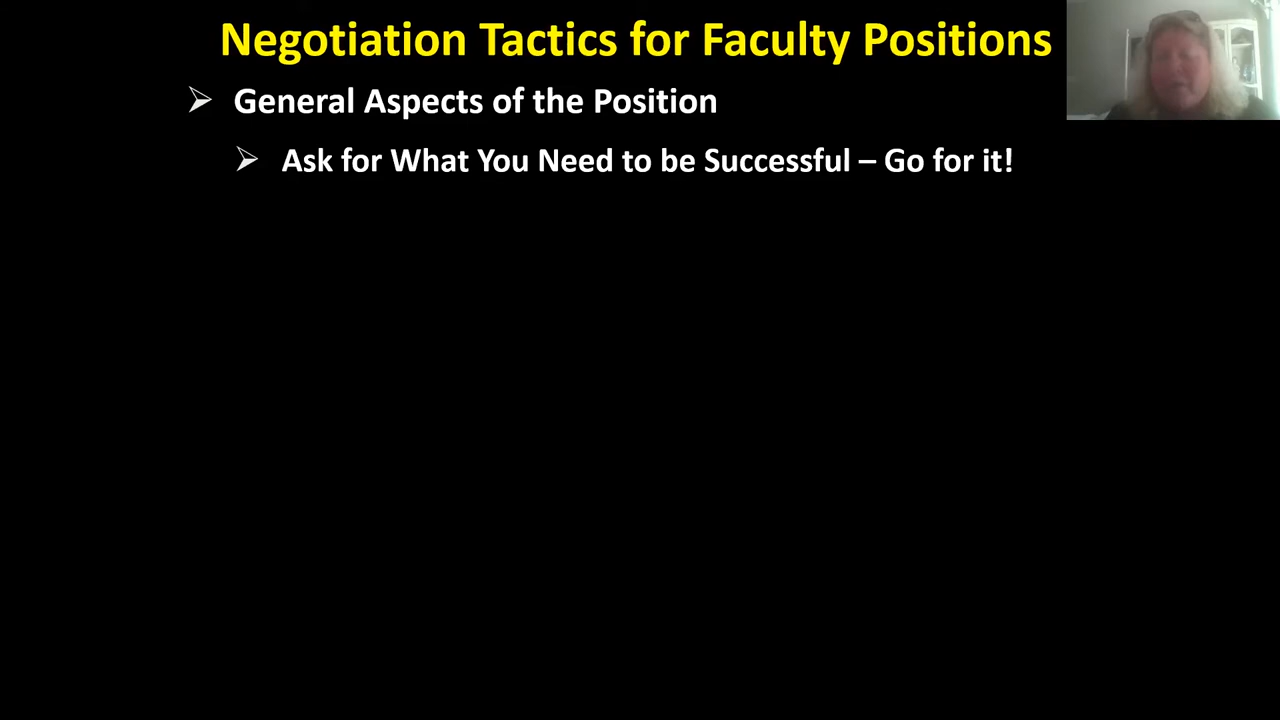 Negotiation Tactics for Faculty Positions
General Aspects of the Position
Ask for What You Need to be Successful – Go for it!